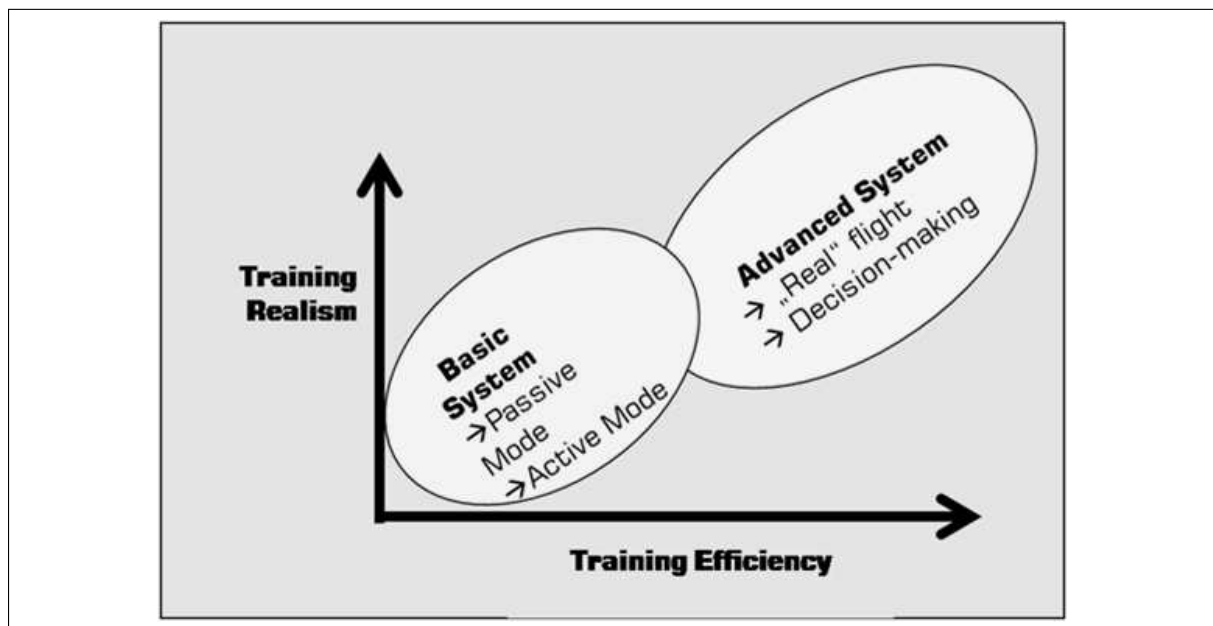 Training
Realism
Basic
System
→Passive
Mode
→Active Mode
Advanced System
→ „Real“ flight
→ Decision-making
Training Efficiency